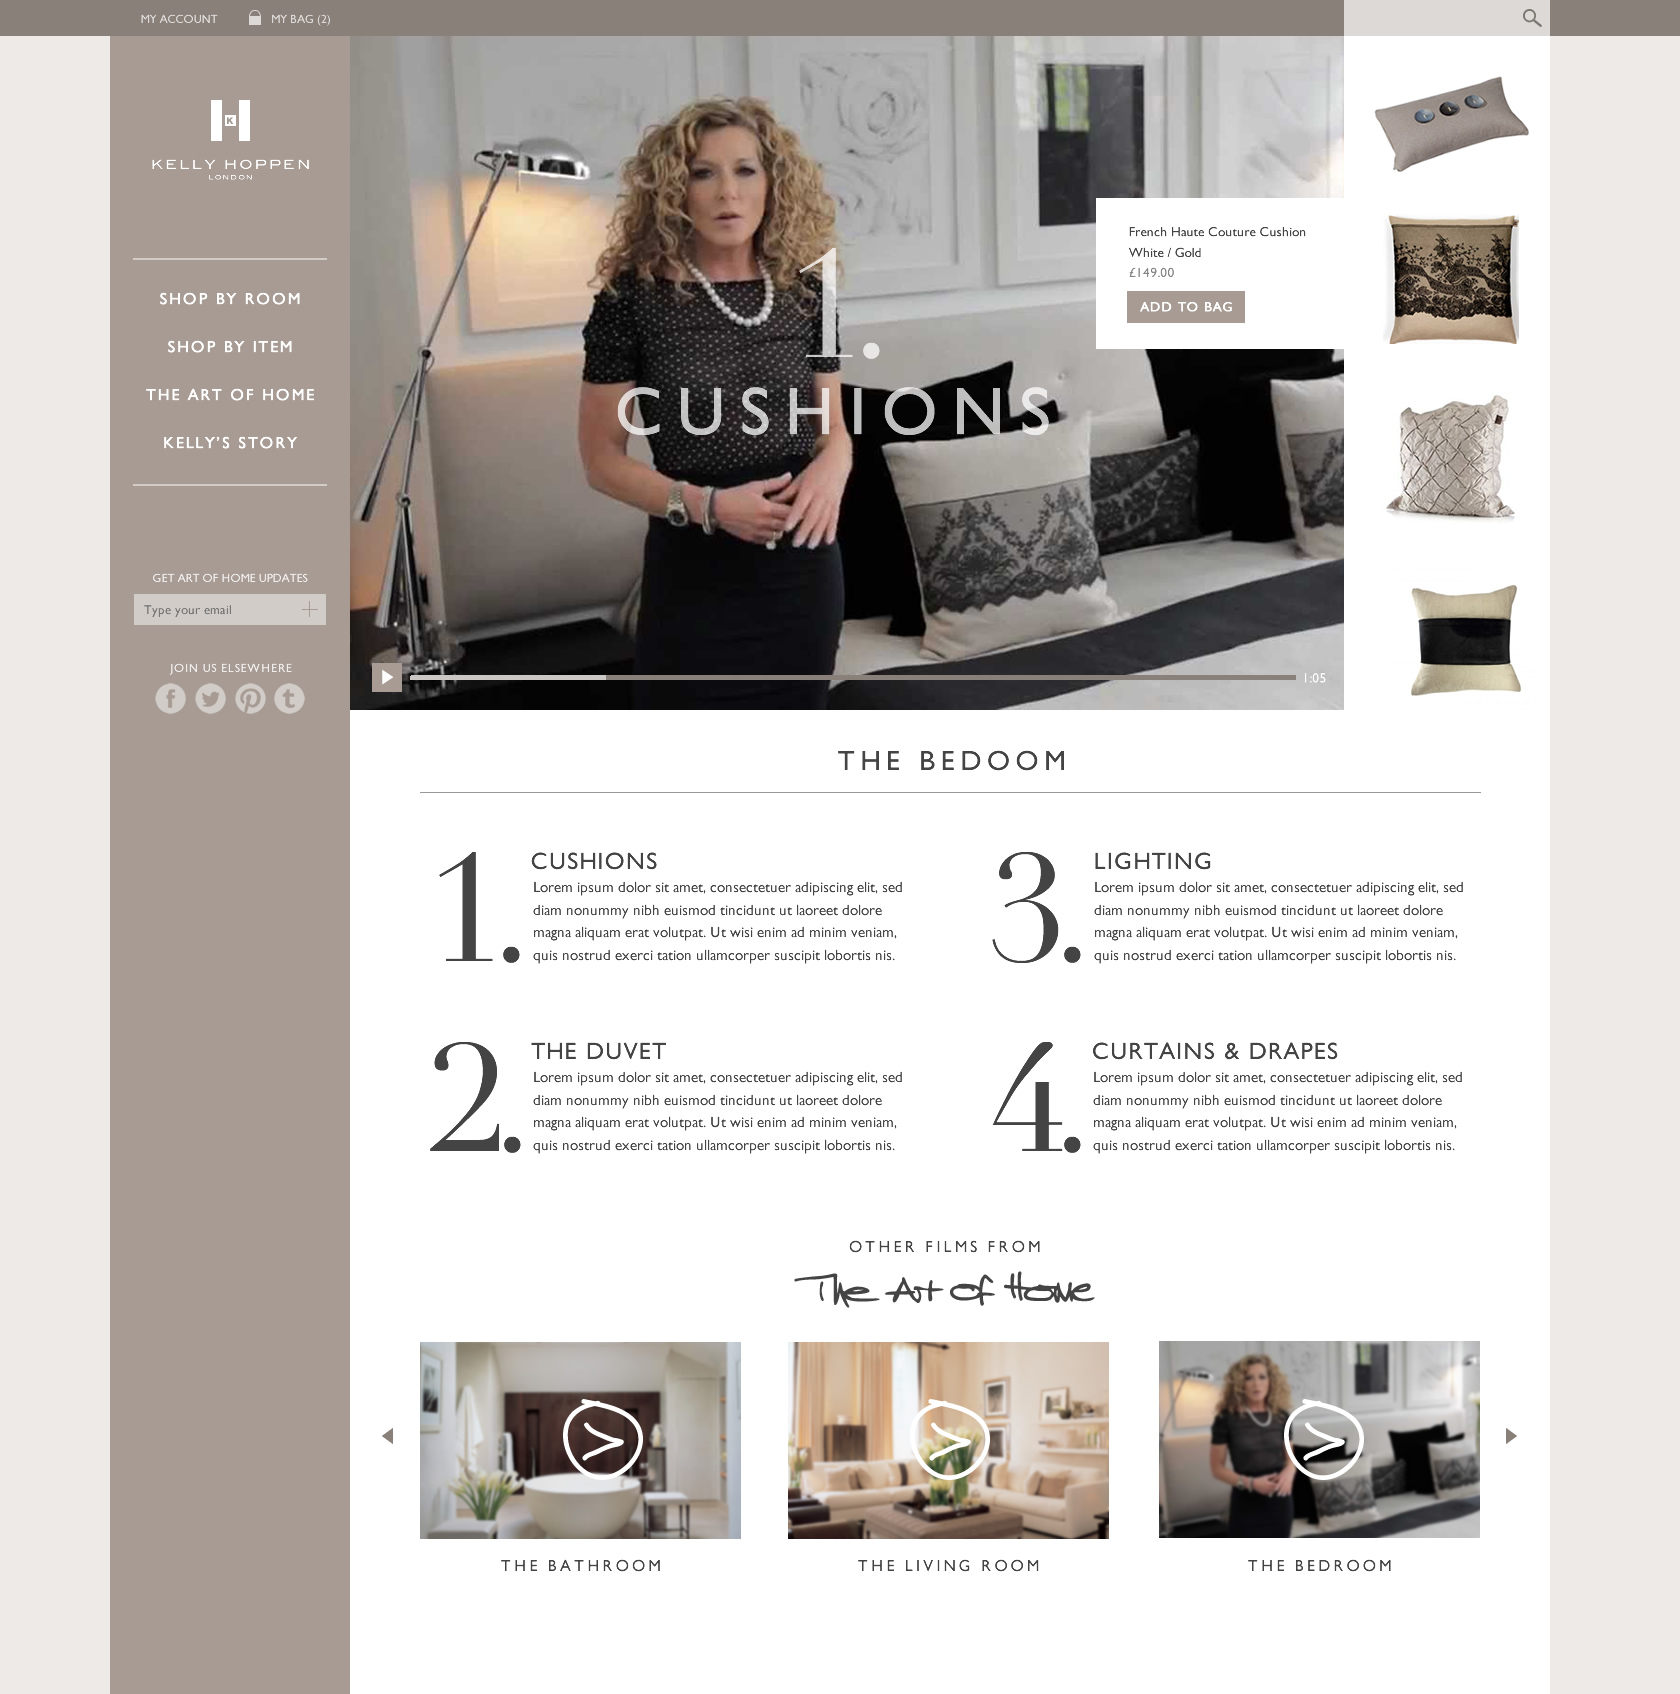 MY ACCOUNT
MY BAG (2)
K
KELLY HOPPEN
LONDON
SHOP BY ROOM
SHOP BY ITEM
THE ART OF HOME
KELLY'S STORY
GET ART OF HOME UPDATES
Type your email
JOIN US ELSEWHERE
1.
CUSHIONS
French Haute Couture Cushion
White / Gold
£149.00
ADD TO BAG
1:05
THE BEDOOM
1.
CUSHIONS
Lorem ipsum dolor sit amet, consectetuer adipiscing elit, sed
diam nonummy nibh euismod tincidunt ut laoreet dolore
magna aliquam erat volutpat. Ut wisi enim ad minim veniam,
quis nostrud exerci tation ullamcorper suscipit lobortis nis.
2.
THE DUVET
Lorem ipsum dolor sit amet, consectetuer adipiscing elit, sed
diam nonummy nibh euismod tincidunt ut laoreet dolore
magna aliquam erat volutpat. Ut wisi enim ad minim veniam,
quis nostrud exerci tation ullamcorper suscipit lobortis nis.
3.
LIGHTING
Lorem ipsum dolor sit amet, consectetuer adipiscing elit, sed
diam nonummy nibh euismod tincidunt ut laoreet dolore
magna aliquam erat volutpat. Ut wisi enim ad minim veniam,
quis nostrud exerci tation ullamcorper suscipit lobortis nis.
4.
CURTAINS & DRAPES
Lorem ipsum dolor sit amet, consectetuer adipiscing elit, sed
diam nonummy nibh euismod tincidunt ut laoreet dolore
magna aliquam erat volutpat. Ut wisi enim ad minim veniam,
quis nostrud exerci tation ullamcorper suscipit lobortis nis.
OTHER FILMS FROM
The Art of Home
THE BATHROOM
THE LIVING ROOM
THE BEDROOM